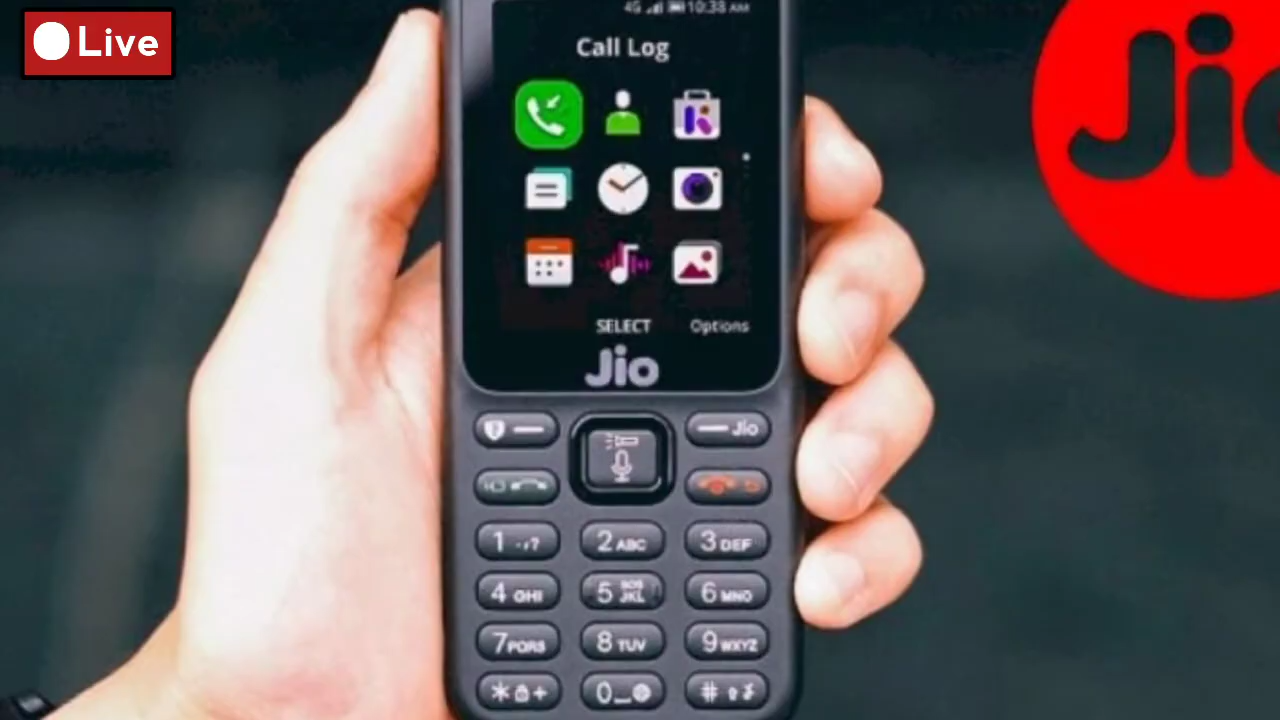 Live
4G 10:38 AM
Call Log
Jio
SELECT Options
Jio
Jio
1 .,?
2 ABC
3 DEF
4 GHI
5 SOS JKL
6 MNO
7 PQRS
8 TUV
9 WXYZ
* +
0 _
#